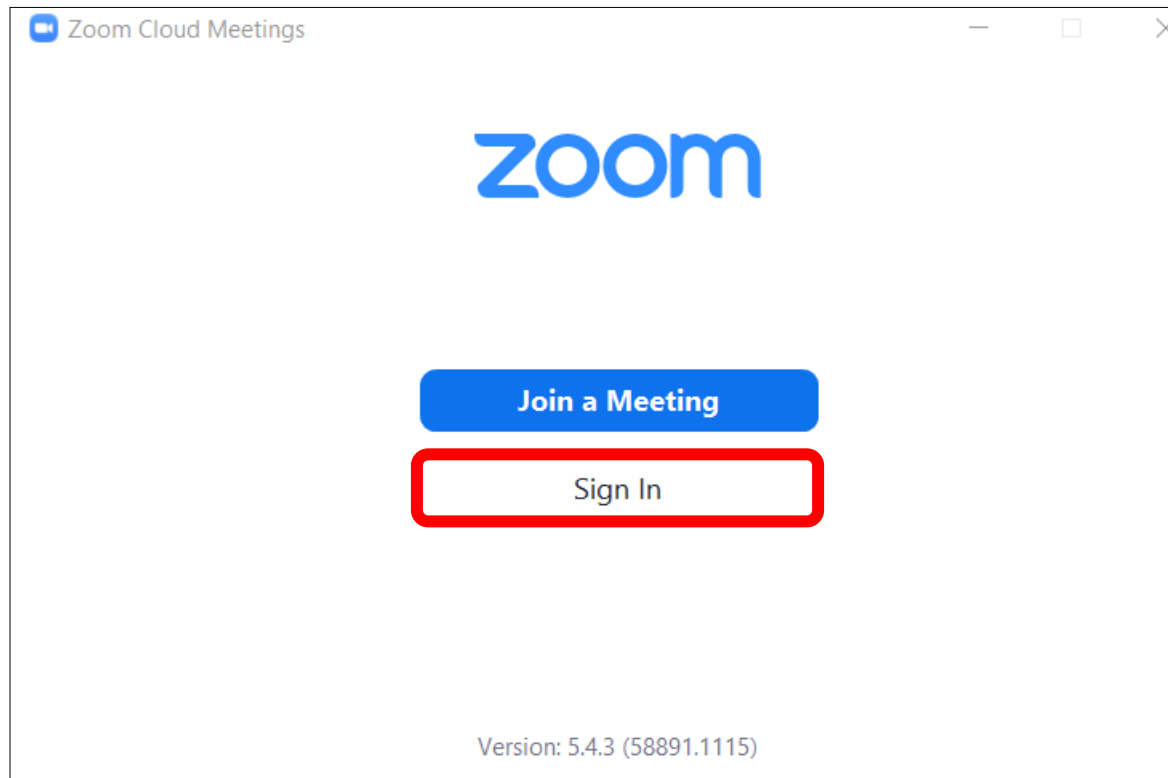 Zoom Cloud Meetings
zoom
Join a Meeting
Sign In
Version: 5.4.3 (58891.1115)